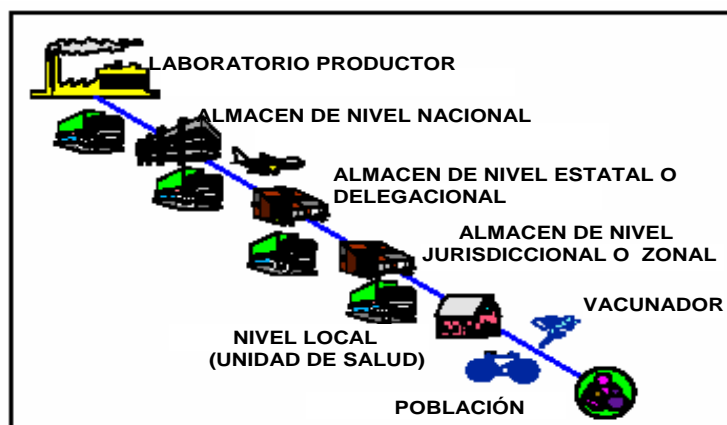 LABORATORIO PRODUCTOR
ALMACEN DE NIVEL NACIONAL
ALMACEN DE NIVEL ESTATAL O
DELEGACIONAL
ALMACEN DE NIVEL
JURISDICCIONAL O ZONAL
VACUNADOR
NIVEL LOCAL
(UNIDAD DE SALUD)
POBLACIÓN